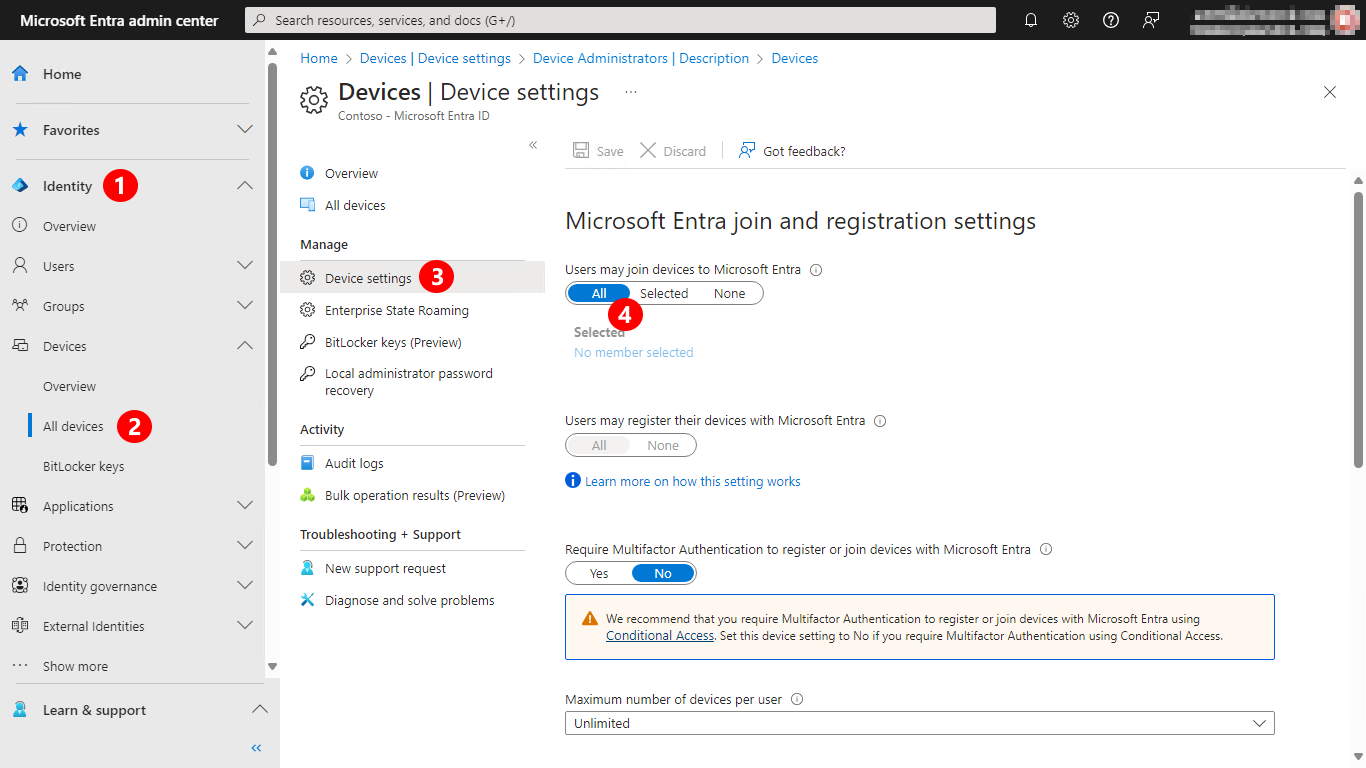 Microsoft Entra admin center
Search resources, services, and docs (G+/)
Home
Favorites
Identity 1
Overview
Users
Groups
Devices
Overview
All devices 2
BitLocker keys
Applications
Protection
Identity governance
External Identities
Show more
Learn & support
Home > Devices | Device settings > Device Administrators | Description > Devices
Devices | Device settings ...
Contoso - Microsoft Entra ID
Overview
All devices
Manage
Device settings 3
Enterprise State Roaming
BitLocker keys (Preview)
Local administrator password
recovery
Activity
Audit logs
Bulk operation results (Preview)
Troubleshooting + Support
New support request
Diagnose and solve problems
Save Discard Got feedback?
Microsoft Entra join and registration settings
Users may join devices to Microsoft Entra
All Selected None
4
Selected
No member selected
Users may register their devices with Microsoft Entra
All None
Learn more on how this setting works
Require Multifactor Authentication to register or join devices with Microsoft Entra
Yes No
We recommend that you require Multifactor Authentication to register or join devices with Microsoft Entra using
Conditional Access. Set this device setting to No if you require Multifactor Authentication using Conditional Access.
Maximum number of devices per user
Unlimited